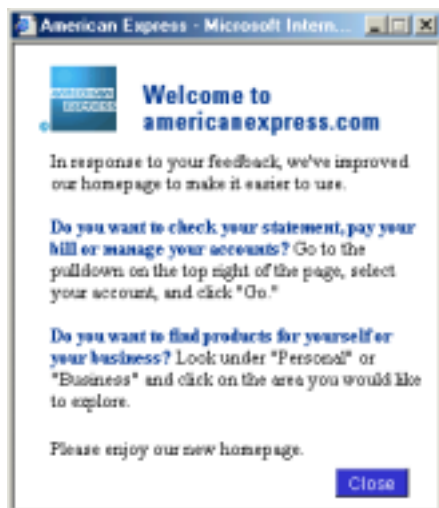 American Express - Microsoft Intern...
AMERICAN
EXPRESS
Welcome to
americanexpress.com
In response to your feedback, we've improved
our homepage to make it easier to use.
Do you want to check your statement, pay your
bill or manage your accounts? Go to the
pulldown on the top right of the page, select
your account, and click "Go."
Do you want to find products for yourself or
your business? Look under "Personal" or
"Business" and click on the area you would like
to explore.
Please enjoy our new homepage.
Close